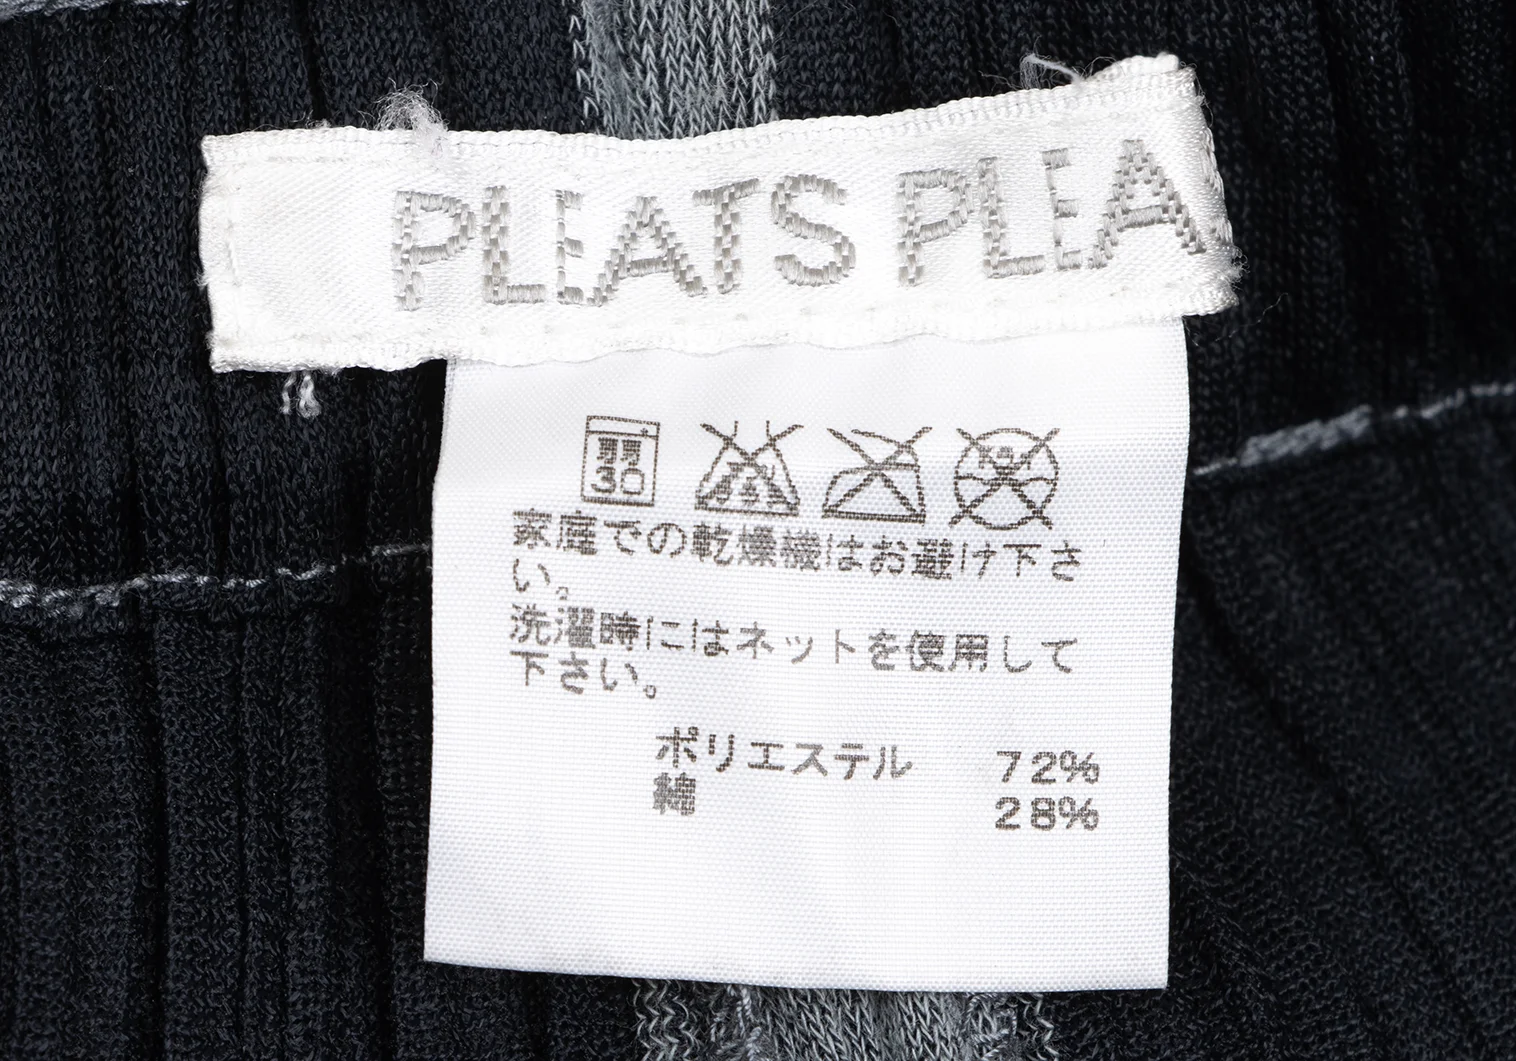 PLEATS PLEA
弱
30
家庭での乾燥機はお避け下さ
い。
洗濯時にはネットを使用して
下さい。
ポリエステル 72%
綿 28%